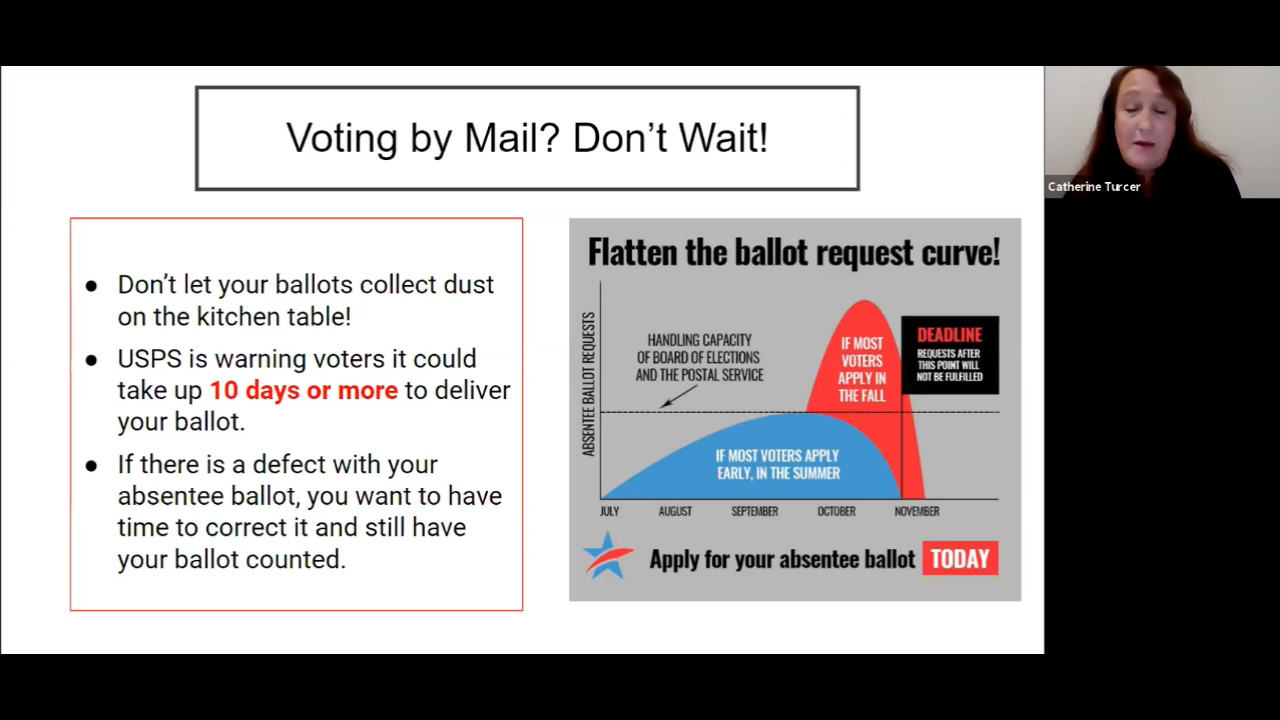 Voting by Mail? Don't Wait!
● Don't let your ballots collect dust
on the kitchen table!
● USPS is warning voters it could
take up 10 days or more to deliver
your ballot.
● If there is a defect with your
absentee ballot, you want to have
time to correct it and still have
your ballot counted.
Flatten the ballot request curve!
ABSENTEE BALLOT REQUESTS
HANDLING CAPACITY
OF BOARD OF ELECTIONS
AND THE POSTAL SERVICE
IF MOST
VOTERS
APPLY IN
THE FALL
DEADLINE
REQUESTS AFTER
THIS POINT WILL
NOT BE FULFILLED
IF MOST VOTERS APPLY
EARLY, IN THE SUMMER
JULY AUGUST SEPTEMBER OCTOBER NOVEMBER
Apply for your absentee ballot TODAY
Catherine Turcer